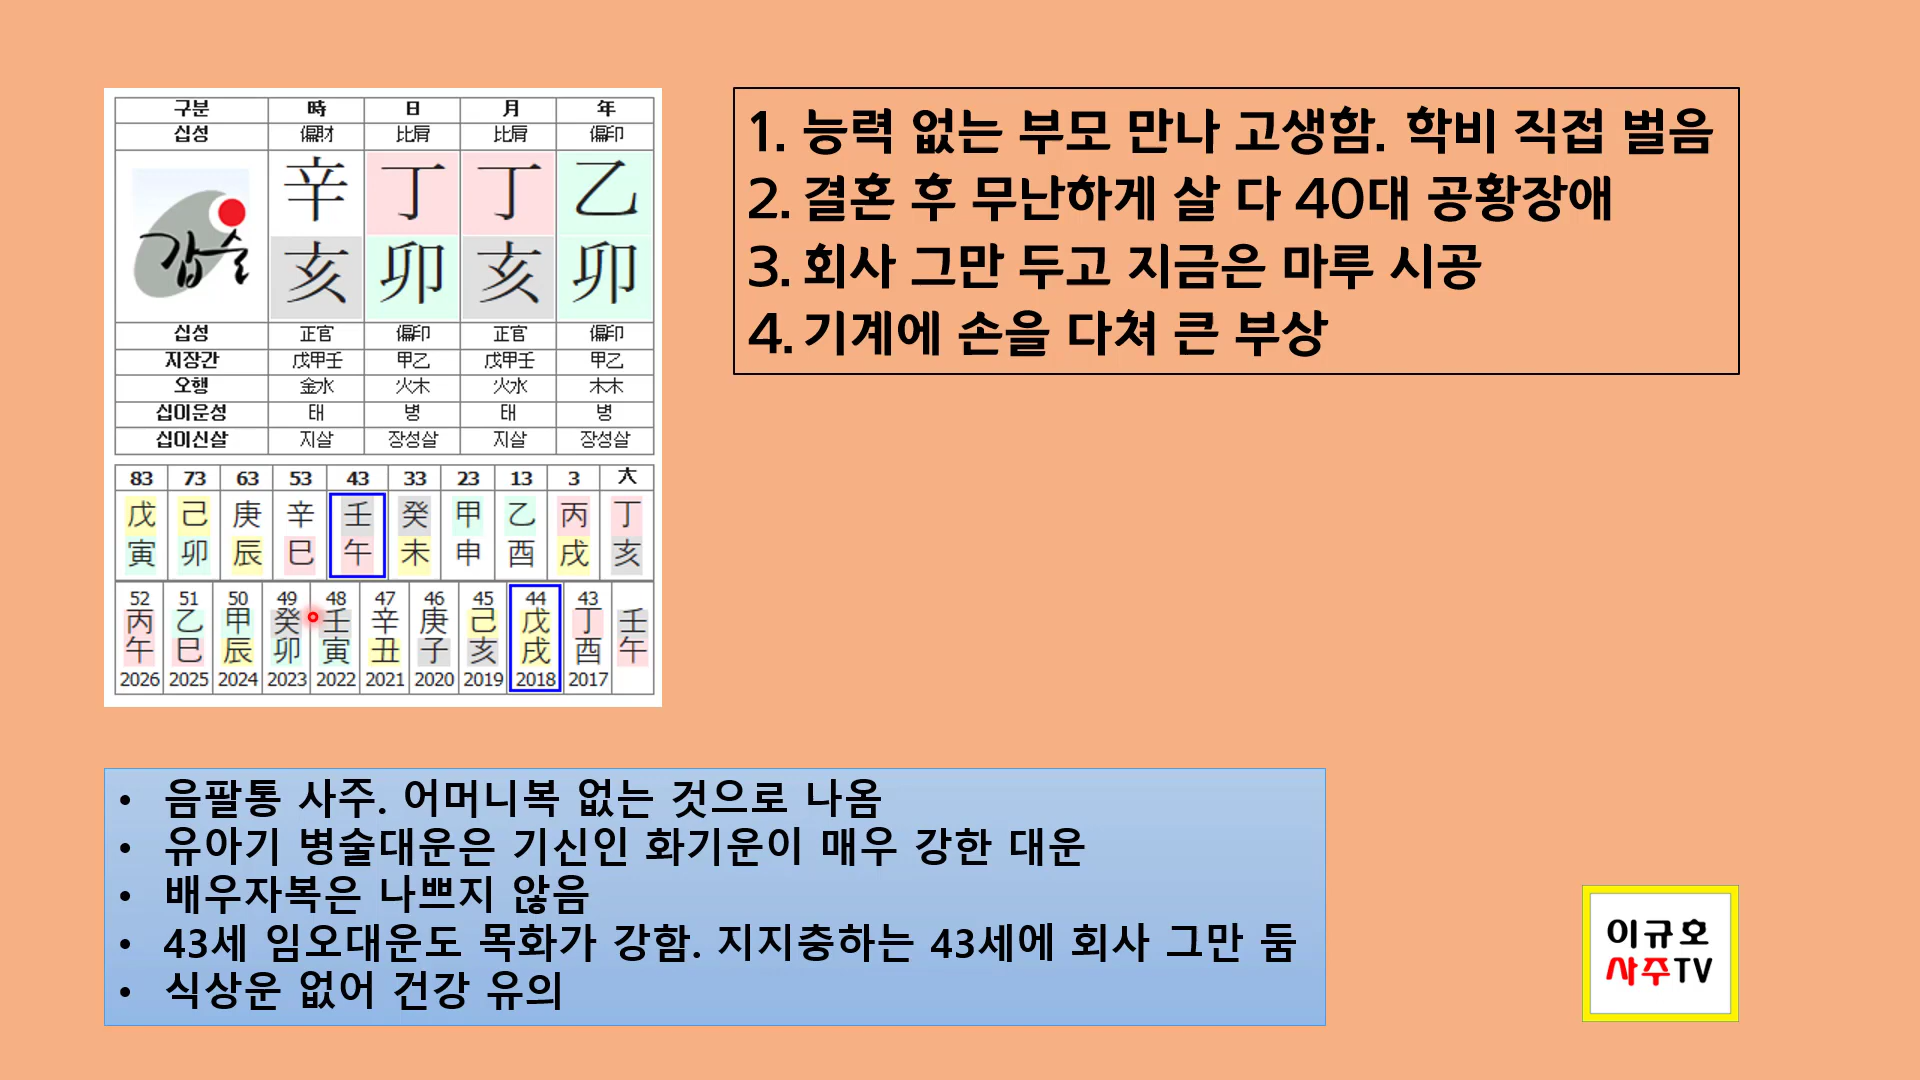 구분 時 日 月 年
십성 偏財 比肩 比肩 偏印
갑술
辛 丁 丁 乙
亥 卯 亥 卯
십성 正官 偏印 正官 偏印
지장간 戊甲壬 甲乙 戊甲壬 甲乙
오행 金水 火木 火水 木木
십이운성 태 병 태 병
십이신살 지살 장성살 지살 장성살
83 73 63 53 43 33 23 13 3 大
戊 己 庚 辛 壬 癸 甲 乙 丙 丁
寅 卯 辰 巳 午 未 申 酉 戌 亥
52 51 50 49 48 47 46 45 44 43
丙 乙 甲 癸 壬 辛 庚 己 戊 丁 壬
午 巳 辰 卯 寅 丑 子 亥 戌 酉 午
2026 2025 2024 2023 2022 2021 2020 2019 2018 2017
1. 능력 없는 부모 만나 고생함. 학비 직접 벌음
2. 결혼 후 무난하게 살 다 40대 공황장애
3. 회사 그만 두고 지금은 마루 시공
4. 기계에 손을 다쳐 큰 부상
• 음팔통 사주. 어머니복 없는 것으로 나옴
• 유아기 병술대운은 기신인 화기운이 매우 강한 대운
• 배우자복은 나쁘지 않음
• 43세 임오대운도 목화가 강함. 지지충하는 43세에 회사 그만 둠
• 식상운 없어 건강 유의
이규호
사주TV